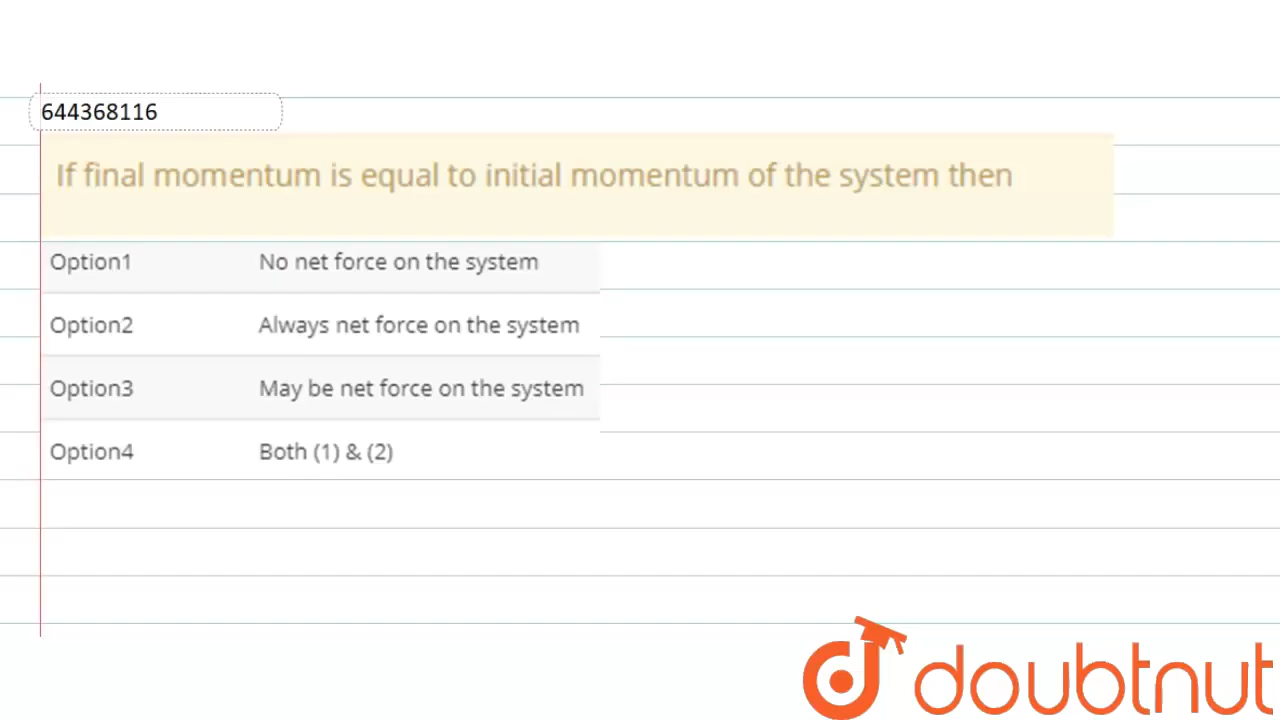 644368116
If final momentum is equal to initial momentum of the system then
Option1 No net force on the system
Option2 Always net force on the system
Option3 May be net force on the system
Option4 Both (1) & (2)
doubtnut